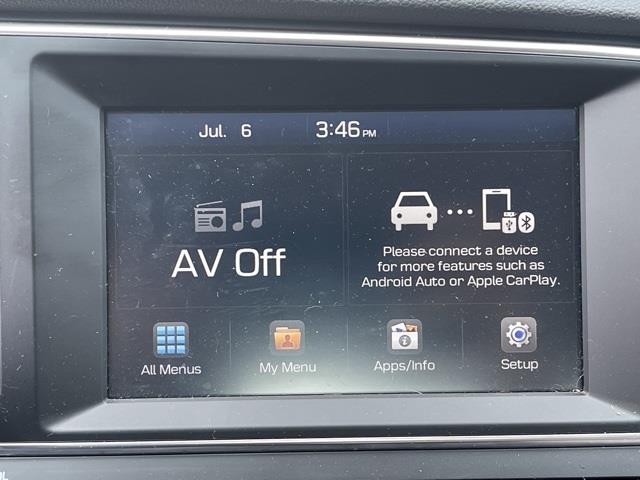 Jul. 6 3:46 PM
AV Off
Please connect a device
for more features such as
Android Auto or Apple CarPlay.
All Menus My Menu Apps/Info Setup